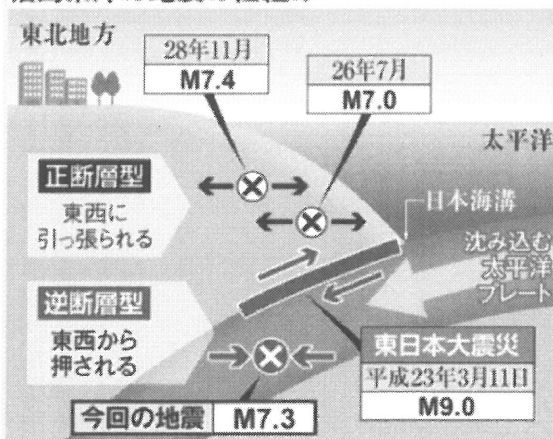 東北地方
28年11月
M7.4
26年7月
M7.0
太平洋
正断層型
東西に
引っ張られる
日本海溝
沈み込む
太平洋
プレート
逆断層型
東西から
押される
東日本大震災
平成23年3月11日
M9.0
今回の地震 M7.3